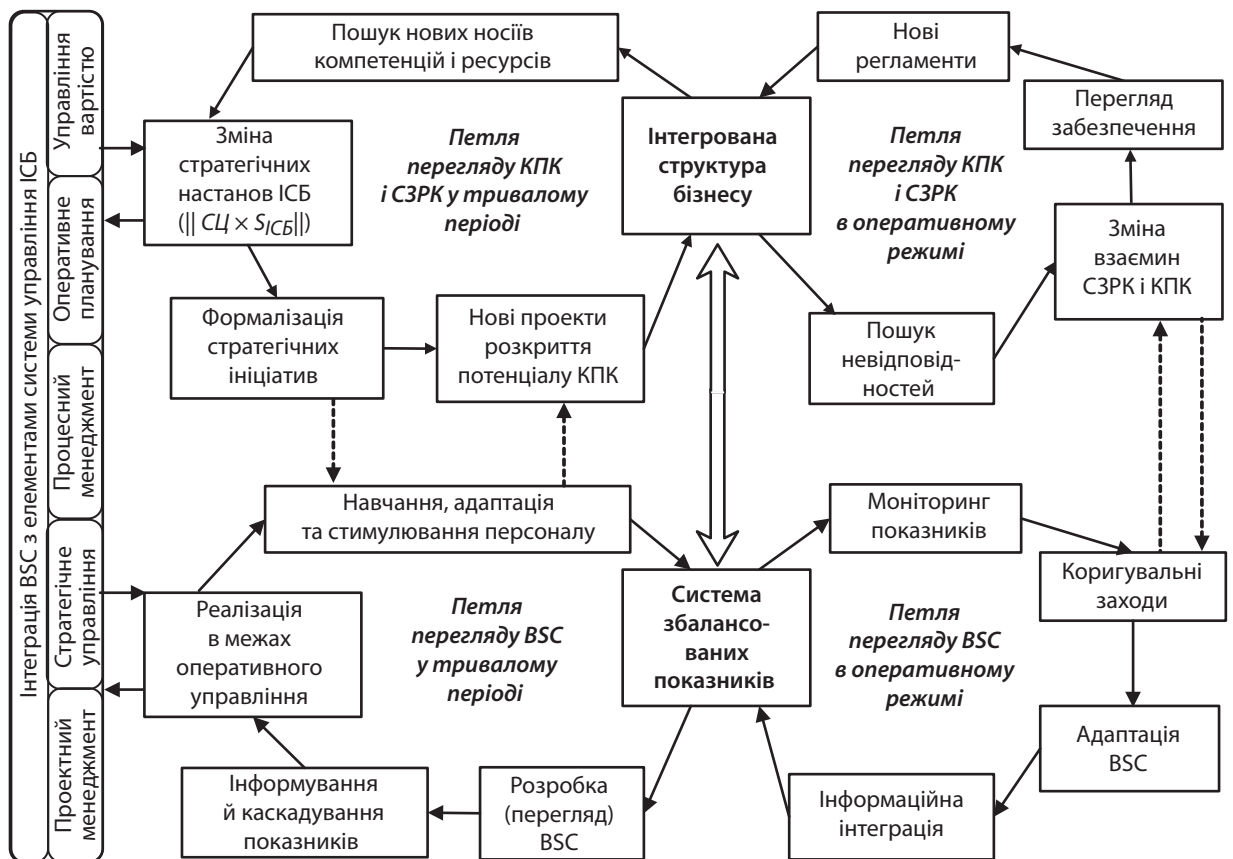 Інтеграція BSC з елементами системи управління ІСБ
Управління
вартістю
Оперативне
планування
Процесний
менеджмент
Стратегічне
управління
Проектний
менеджмент
Пошук нових носіїв
компетенцій і ресурсів
Нові
регламенти
Перегляд
забезпечення
Зміна
стратегічних
настанов ІСБ
(|| СЦ × SІСБ||)
Петля
перегляду КПК
і СЗРК у тривалому
періоді
Інтегрована
структура
бізнесу
Петля
перегляду КПК
і СЗРК
в оперативному
режимі
Зміна
взаємин
СЗРК і КПК
Формалізація
стратегічних
ініціатив
Нові проекти
розкриття
потенціалу КПК
Пошук
невідповід-
ностей
Навчання, адаптація
та стимулювання персоналу
Моніторинг
показників
Коригувальні
заходи
Реалізація
в межах
оперативного
управління
Петля
перегляду BSC
у тривалому
періоді
Система
збалансо-
ваних
показників
Петля
перегляду BSC
в оперативному
режимі
Адаптація
BSC
Інформування
й каскадування
показників
Розробка
(перегляд)
BSC
Інформаційна
інтеграція